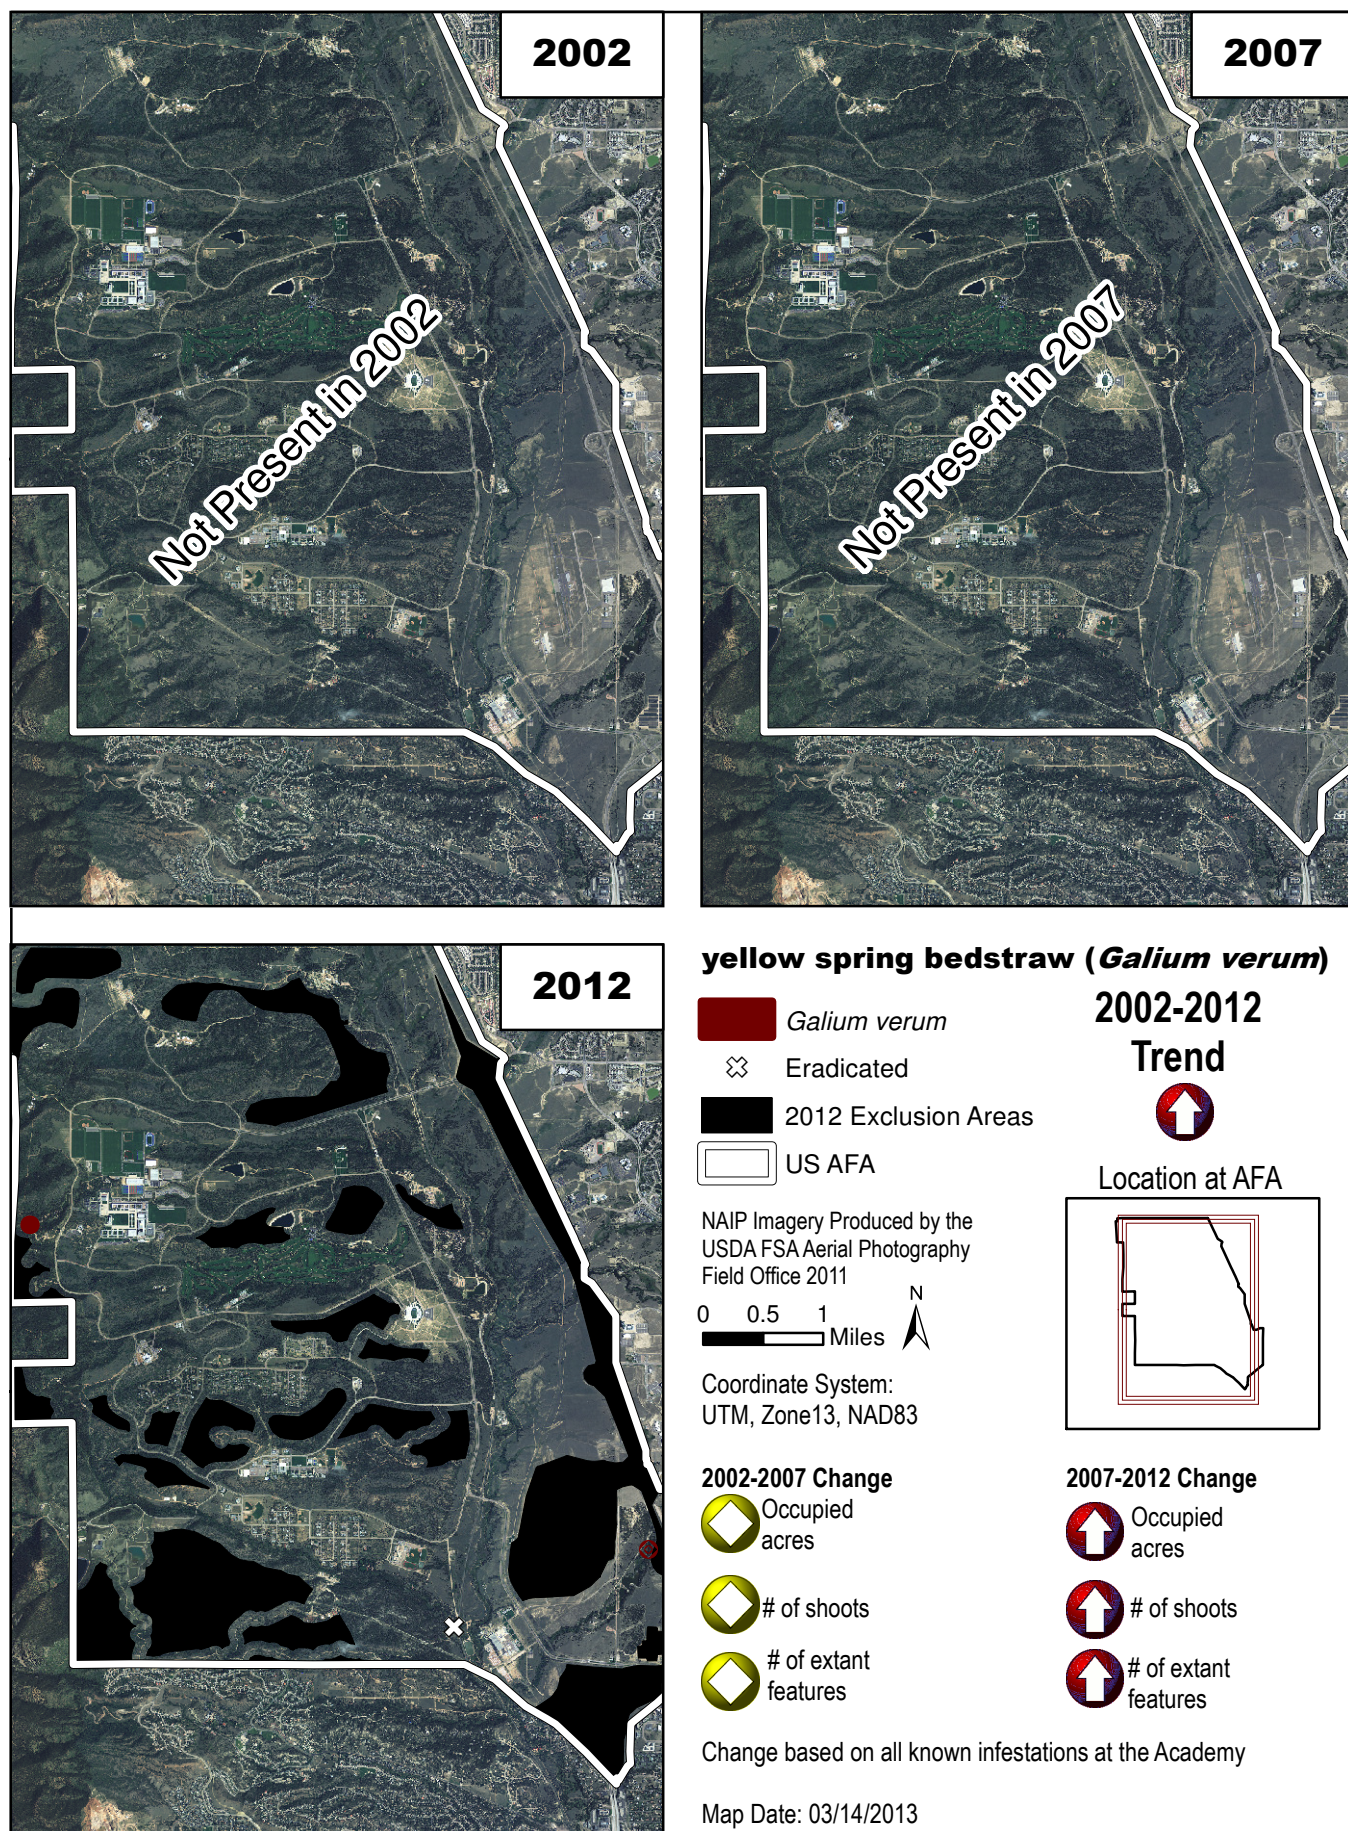 2002
Not Present in 2002
2007
Not Present in 2007
2012
yellow spring bedstraw (Galium verum)
Galium verum
Eradicated
2012 Exclusion Areas
US AFA
NAIP Imagery Produced by the
USDA FSA Aerial Photography
Field Office 2011
N
0 0.5 1
Miles
Coordinate System:
UTM, Zone13, NAD83
2002-2012
Trend
Location at AFA
2002-2007 Change
Occupied
acres
# of shoots
# of extant
features
2007-2012 Change
Occupied
acres
# of shoots
# of extant
features
Change based on all known infestations at the Academy
Map Date: 03/14/2013